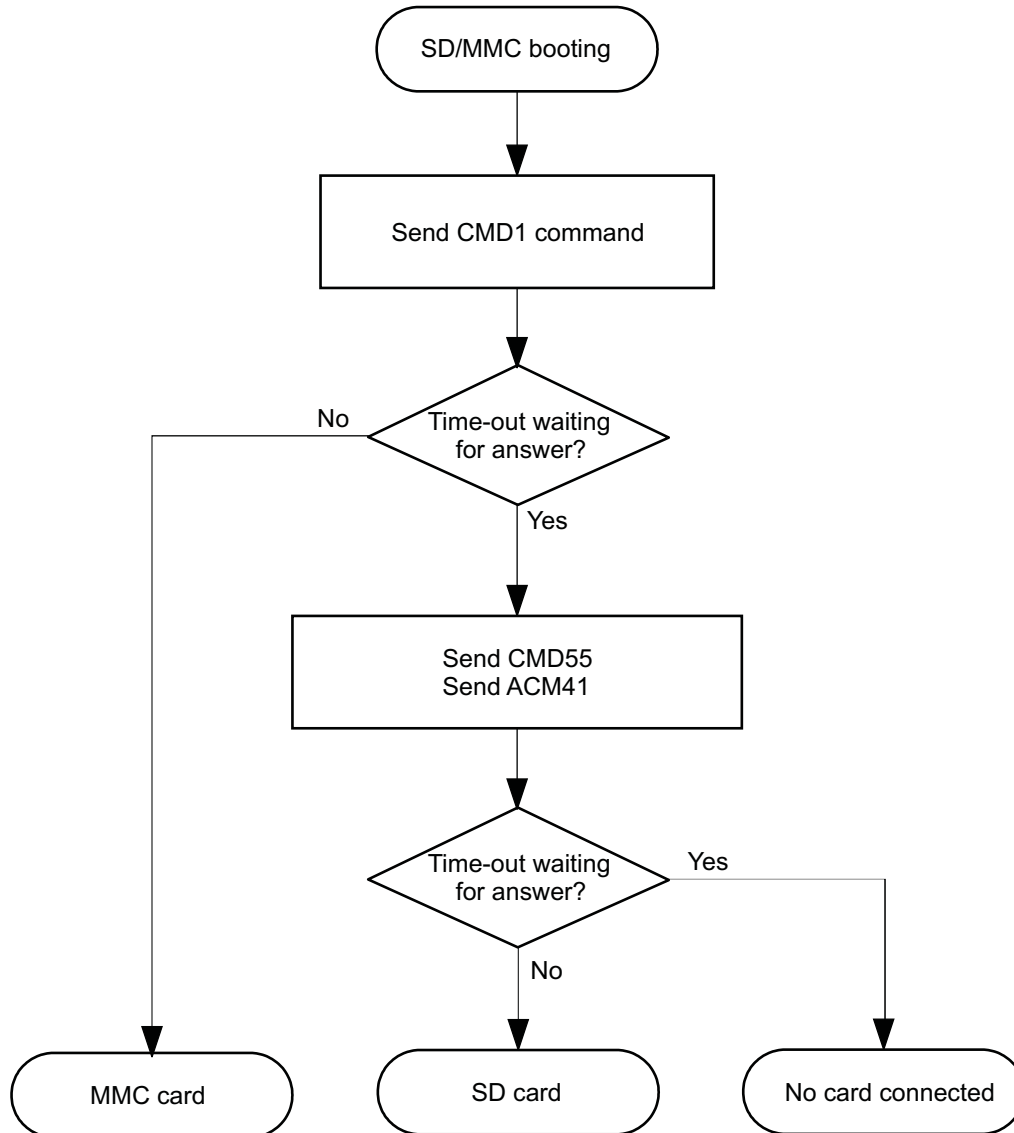 SD/MMC booting
Send CMD1 command
No
Time-out waiting
for answer?
Yes
Send CMD55
Send ACM41
Time-out waiting
for answer?
Yes
No
MMC card
SD card
No card connected